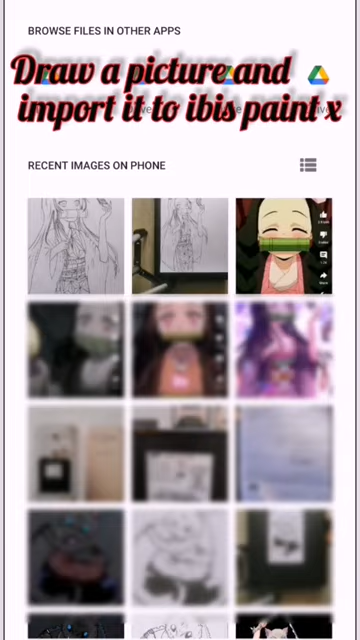 BROWSE FILES IN OTHER APPS
Draw a picture and
import it to ibis paint x
RECENT IMAGES ON PHONE